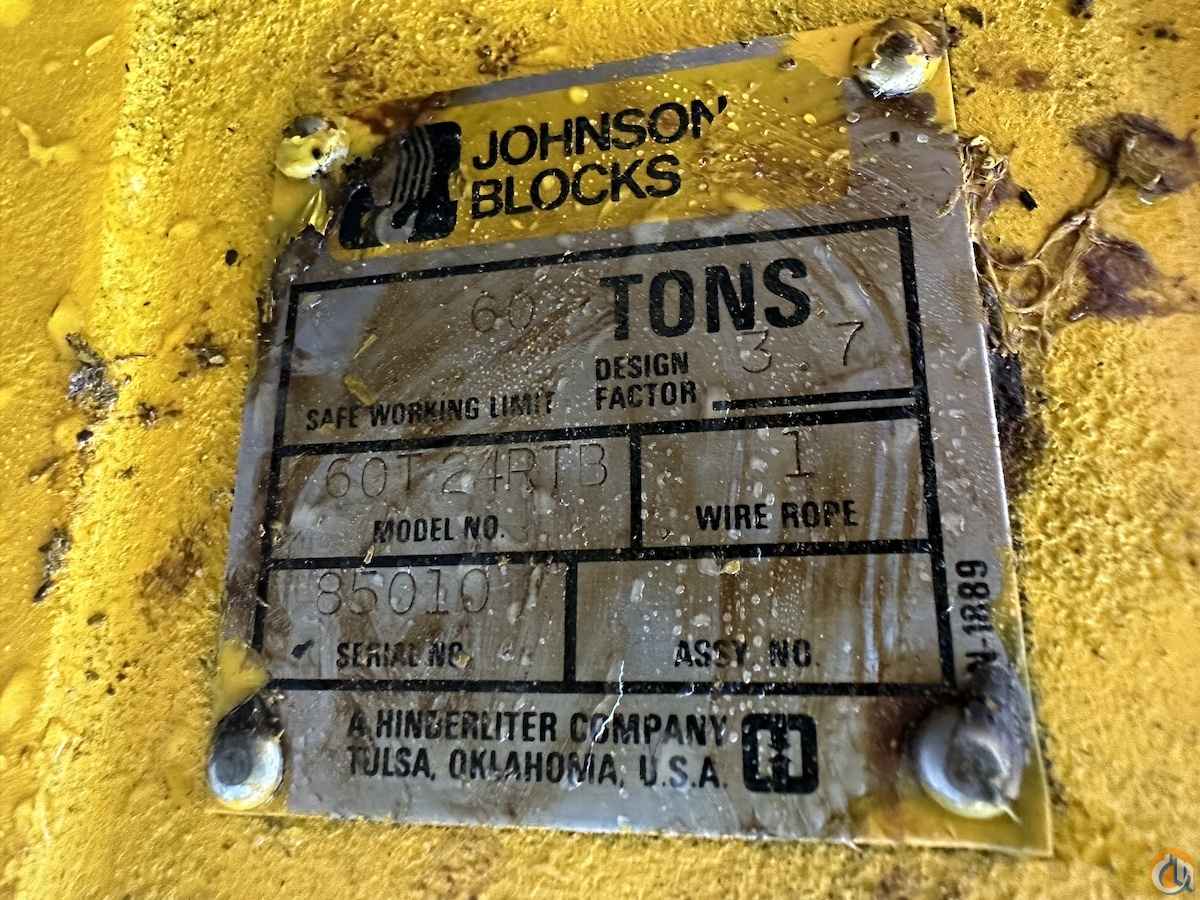 JOHNSON
BLOCKS
60 TONS
SAFE WORKING LIMIT
DESIGN
FACTOR 3.7
60T 24RTB
MODEL NO.
1
WIRE ROPE
85010
SERIAL NO.
ASSY. NO.
N-1889
A HINDERLITER COMPANY
TULSA, OKLAHOMA, U.S.A.